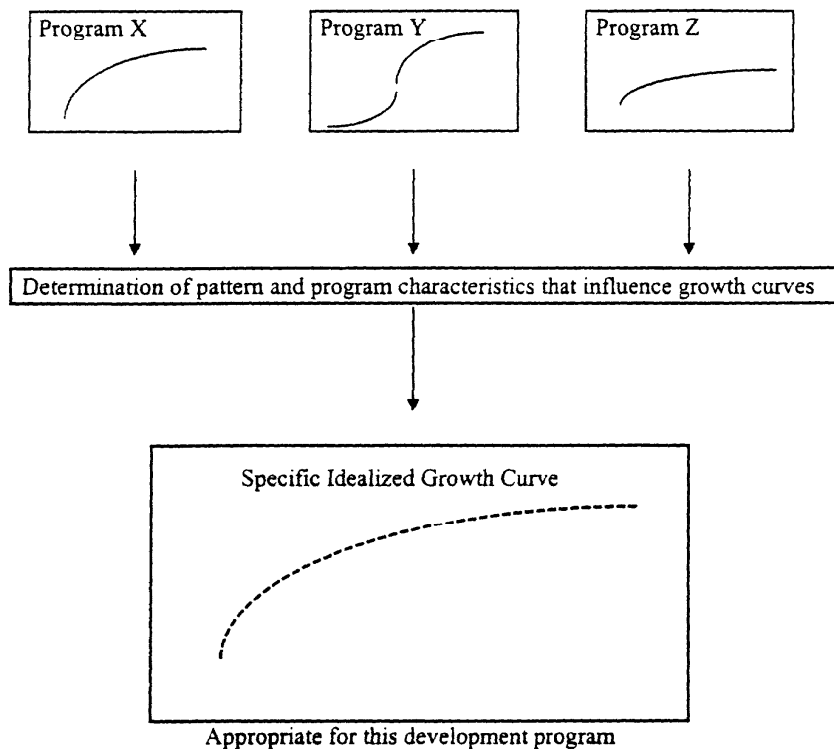 Program X
Program Y
Program Z
Determination of pattern and program characteristics that influence growth curves
Specific Idealized Growth Curve
Appropriate for this development program